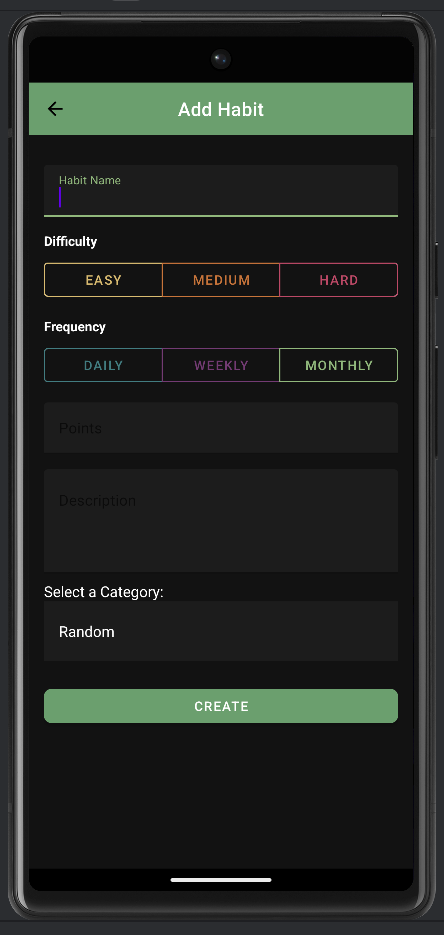 Add Habit
Habit Name
Difficulty
EASY MEDIUM HARD
Frequency
DAILY WEEKLY MONTHLY
Points
Description
Select a Category:
Random
CREATE